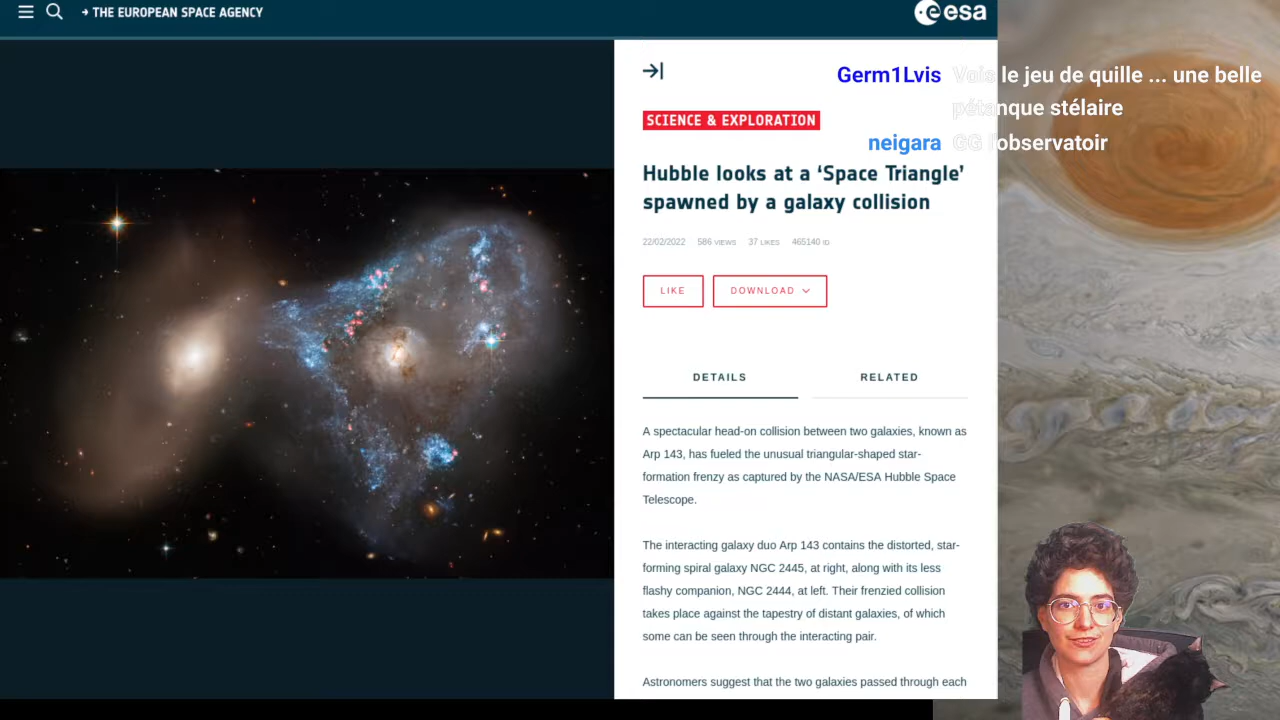 → THE EUROPEAN SPACE AGENCY
esa
Germ1Lvis Vois le jeu de quille ... une belle
pétanque stélaire
neigara GG l'observatoir
SCIENCE & EXPLORATION
Hubble looks at a ‘Space Triangle’
spawned by a galaxy collision
22/02/2022 586 VIEWS 37 LIKES 465140 ID
LIKE DOWNLOAD
DETAILS RELATED
A spectacular head-on collision between two galaxies, known as
Arp 143, has fueled the unusual triangular-shaped star-
formation frenzy as captured by the NASA/ESA Hubble Space
Telescope.
The interacting galaxy duo Arp 143 contains the distorted, star-
forming spiral galaxy NGC 2445, at right, along with its less
flashy companion, NGC 2444, at left. Their frenzied collision
takes place against the tapestry of distant galaxies, of which
some can be seen through the interacting pair.
Astronomers suggest that the two galaxies passed through each